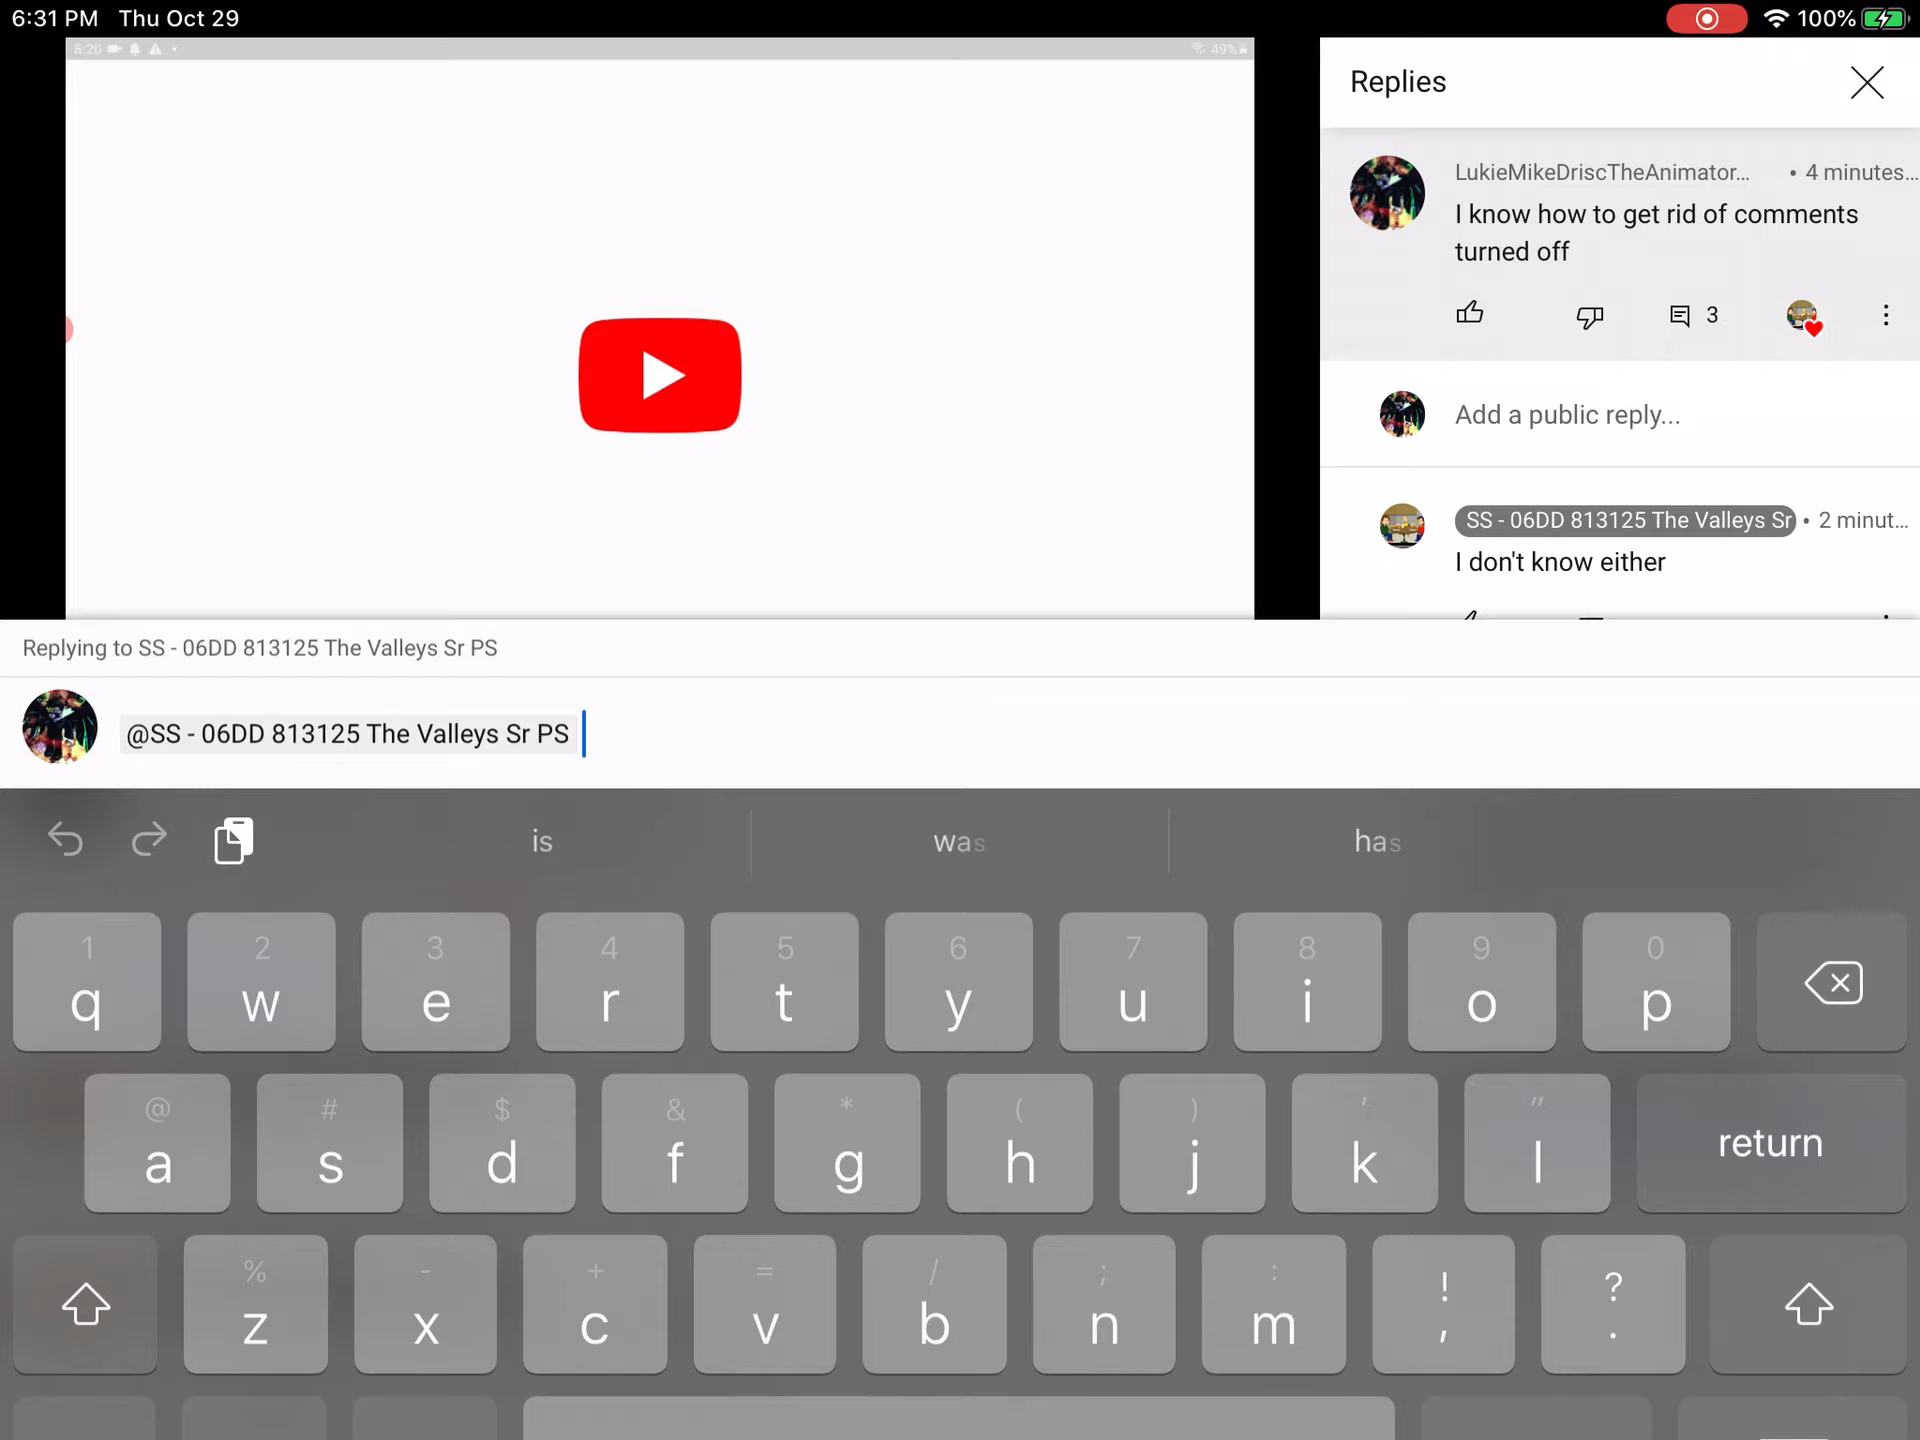 6:31 PM Thu Oct 29
100%
6:20
49%
Replies
LukieMikeDriscTheAnimator... • 4 minutes...
I know how to get rid of comments
turned off
3
Add a public reply...
SS - 06DD 813125 The Valleys Sr • 2 minut...
I don't know either
Replying to SS - 06DD 813125 The Valleys Sr PS
@SS - 06DD 813125 The Valleys Sr PS
is was has
1 2 3 4 5 6 7 8 9 0
q w e r t y u i o p
@ # $ & * ( ) ' "
a s d f g h j k l return
% - + = / ; : ! ?
z x c v b n m , .